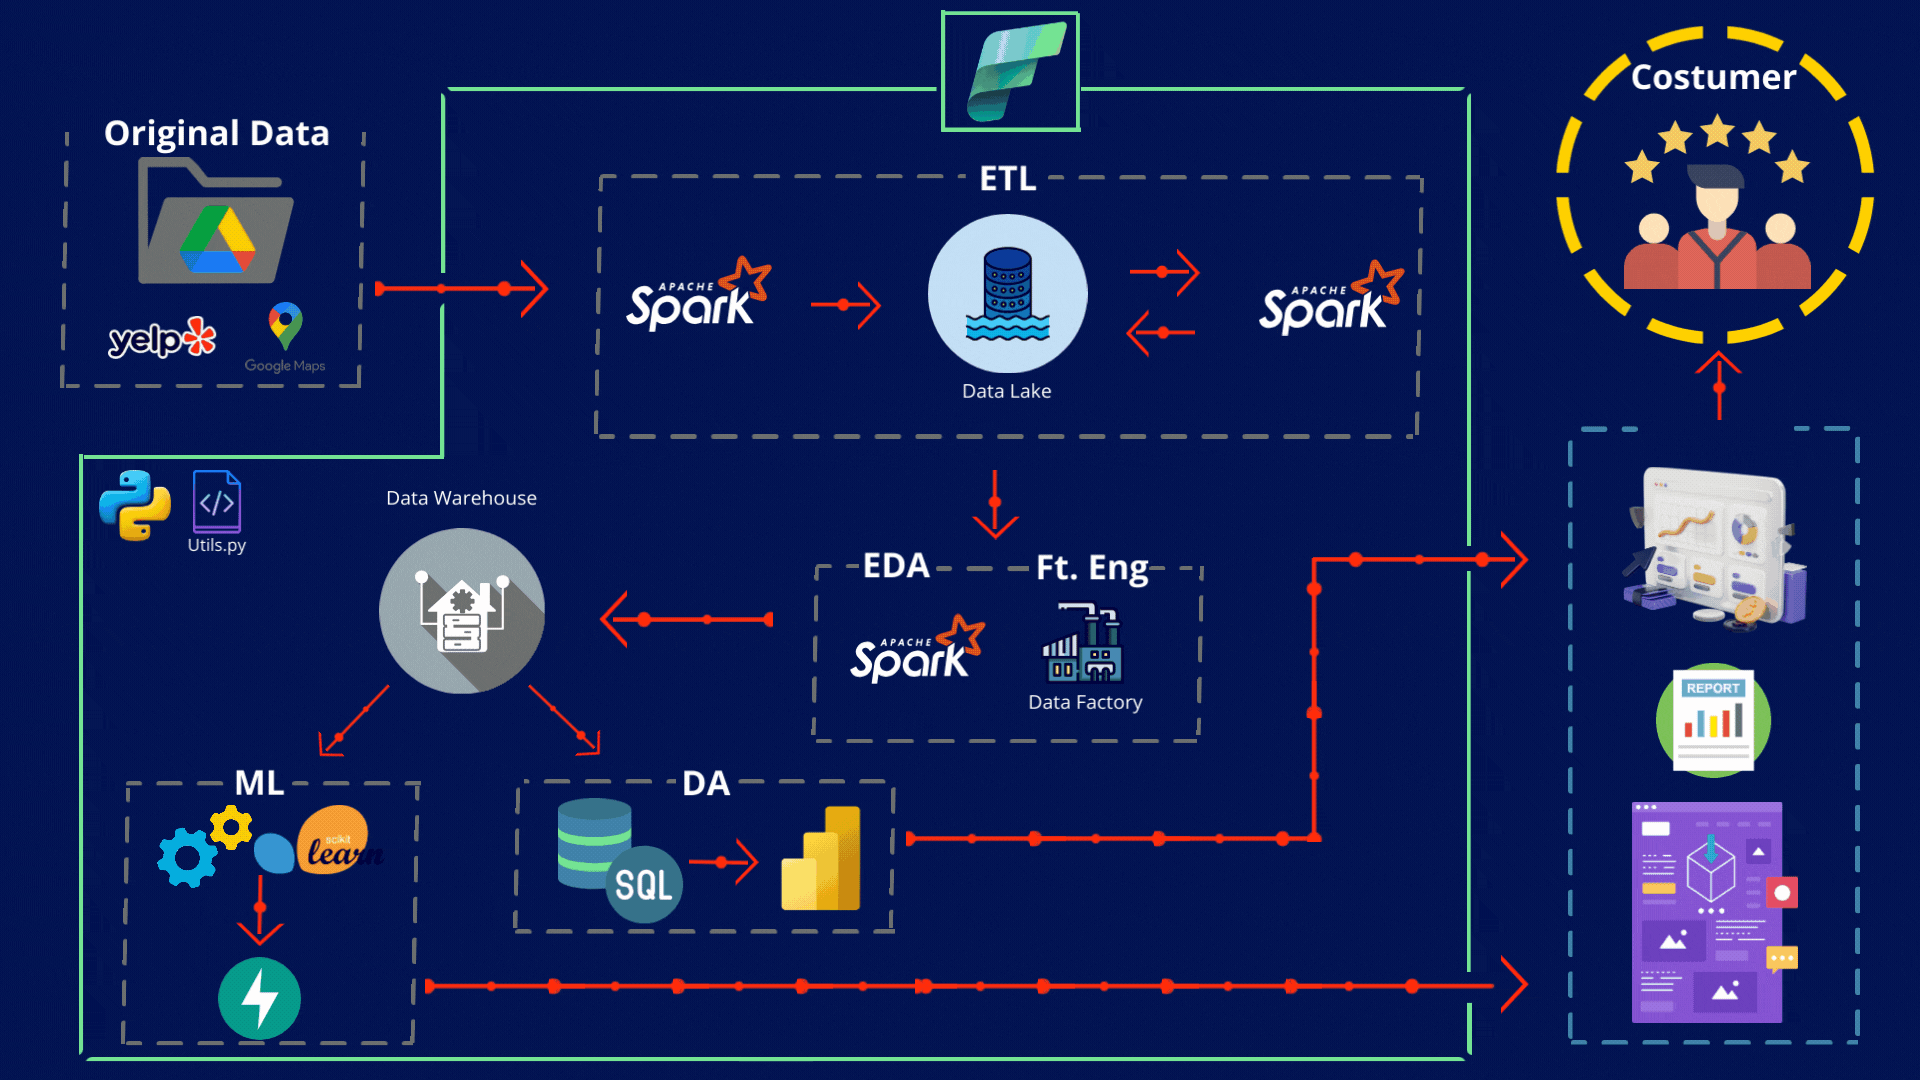 Costumer
Original Data
yelp
Google Maps
ETL
APACHE
Spark
Data Lake
APACHE
Spark
Utils.py
Data Warehouse
EDA
Ft. Eng
APACHE
Spark
Data Factory
REPORT
ML
scikit
learn
DA
SQL